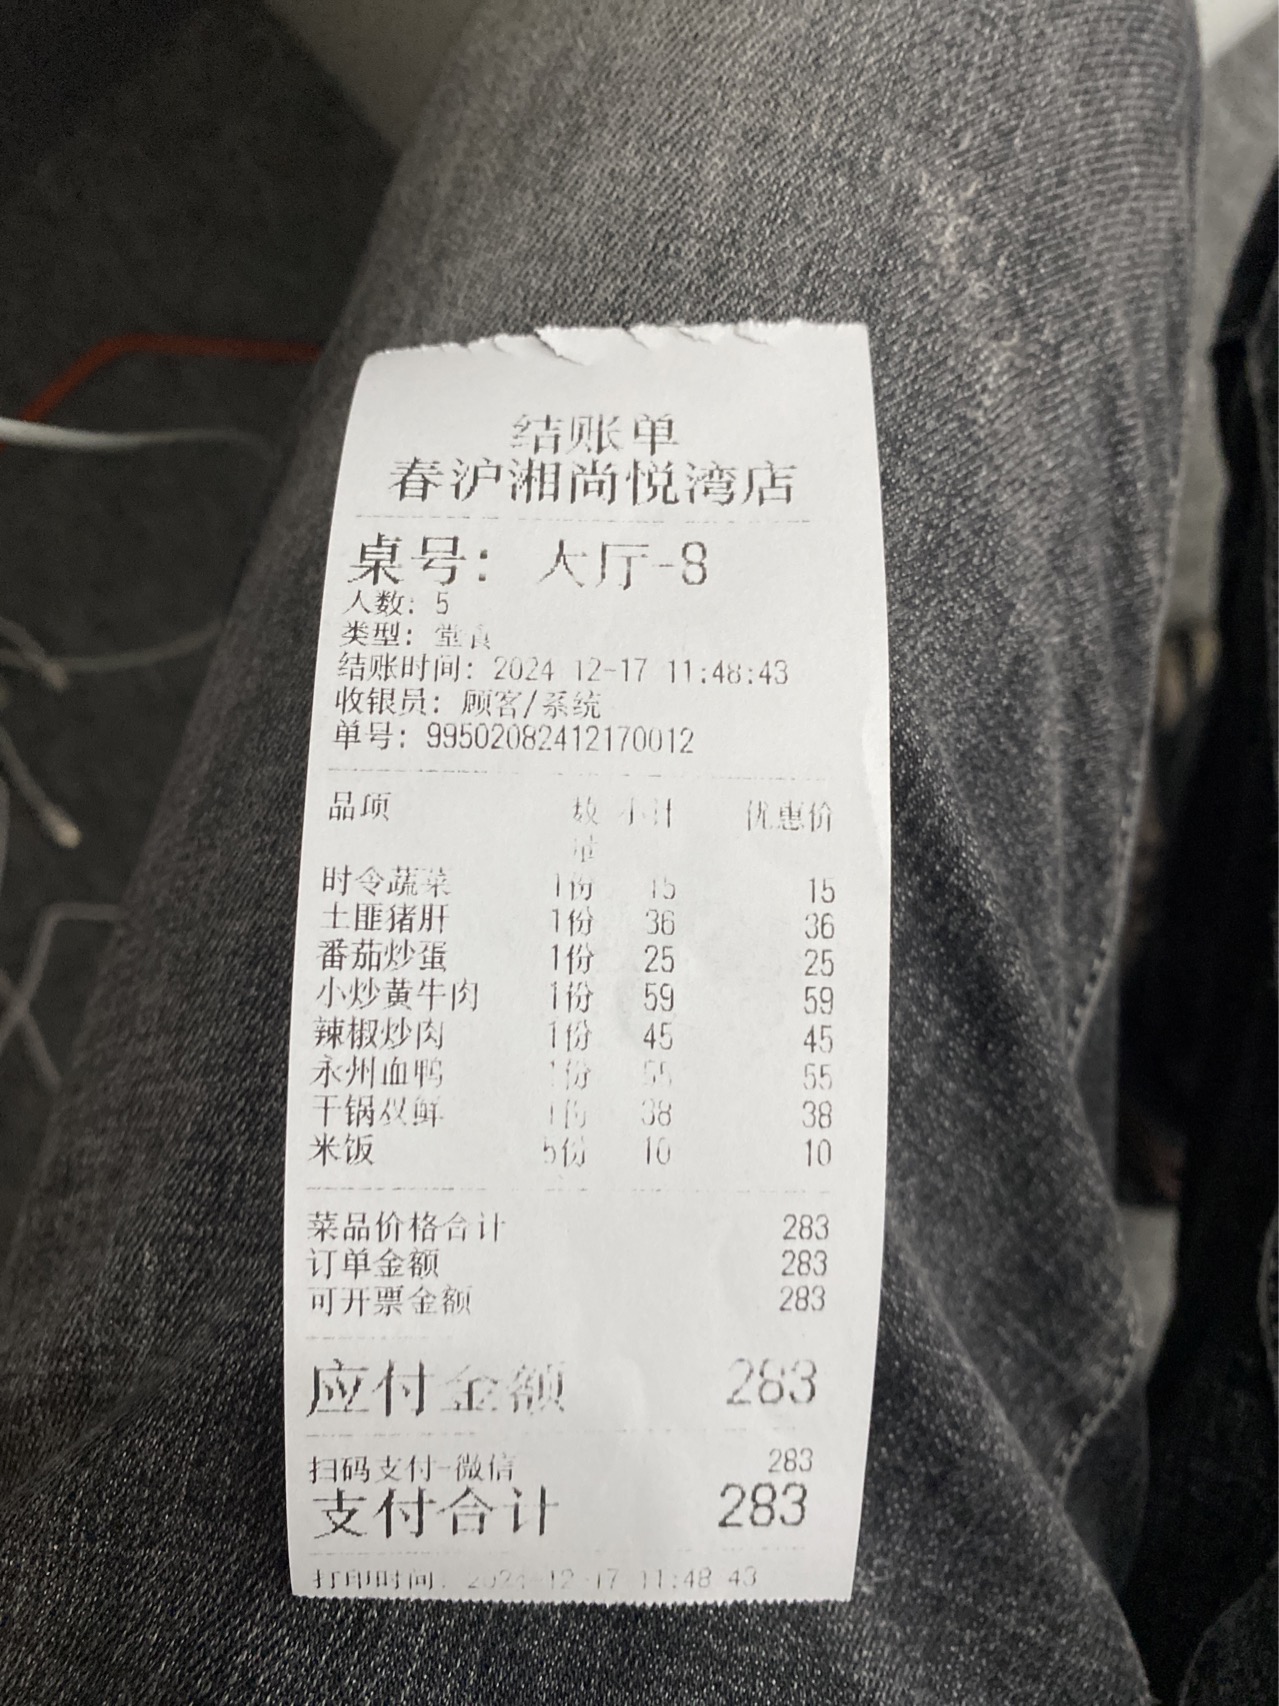 结账单
春沪湘尚悦湾店
桌号: 大厅-8
人数: 5
类型: 堂食
结账时间: 2024-12-17 11:48:43
收银员: 顾客/系统
单号: 99502082412170012
品项 数量 小计 优惠价
时令蔬菜 1份 15 15
土匪猪肝 1份 36 36
番茄炒蛋 1份 25 25
小炒黄牛肉 1份 59 59
辣椒炒肉 1份 45 45
永州血鸭 1份 55 55
干锅双鲜 1份 38 38
米饭 5份 10 10
菜品价格合计 283
订单金额 283
可开票金额 283
应付金额 283
扫码支付-微信 283
支付合计 283
打印时间: 2024-12-17 11:48:43